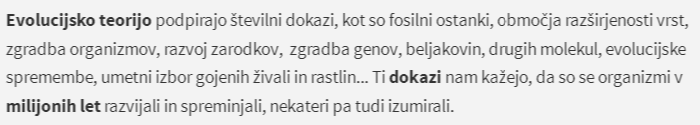 Evolucijsko teorijo podpirajo številni dokazi, kot so fosilni ostanki, območja razširjenosti vrst,
zgradba organizmov, razvoj zarodkov, zgradba genov, beljakovin, drugih molekul, evolucijske
spremembe, umetni izbor gojenih živali in rastlin... Ti dokazi nam kažejo, da so se organizmi v
milijonih let razvijali in spreminjali, nekateri pa tudi izumirali.